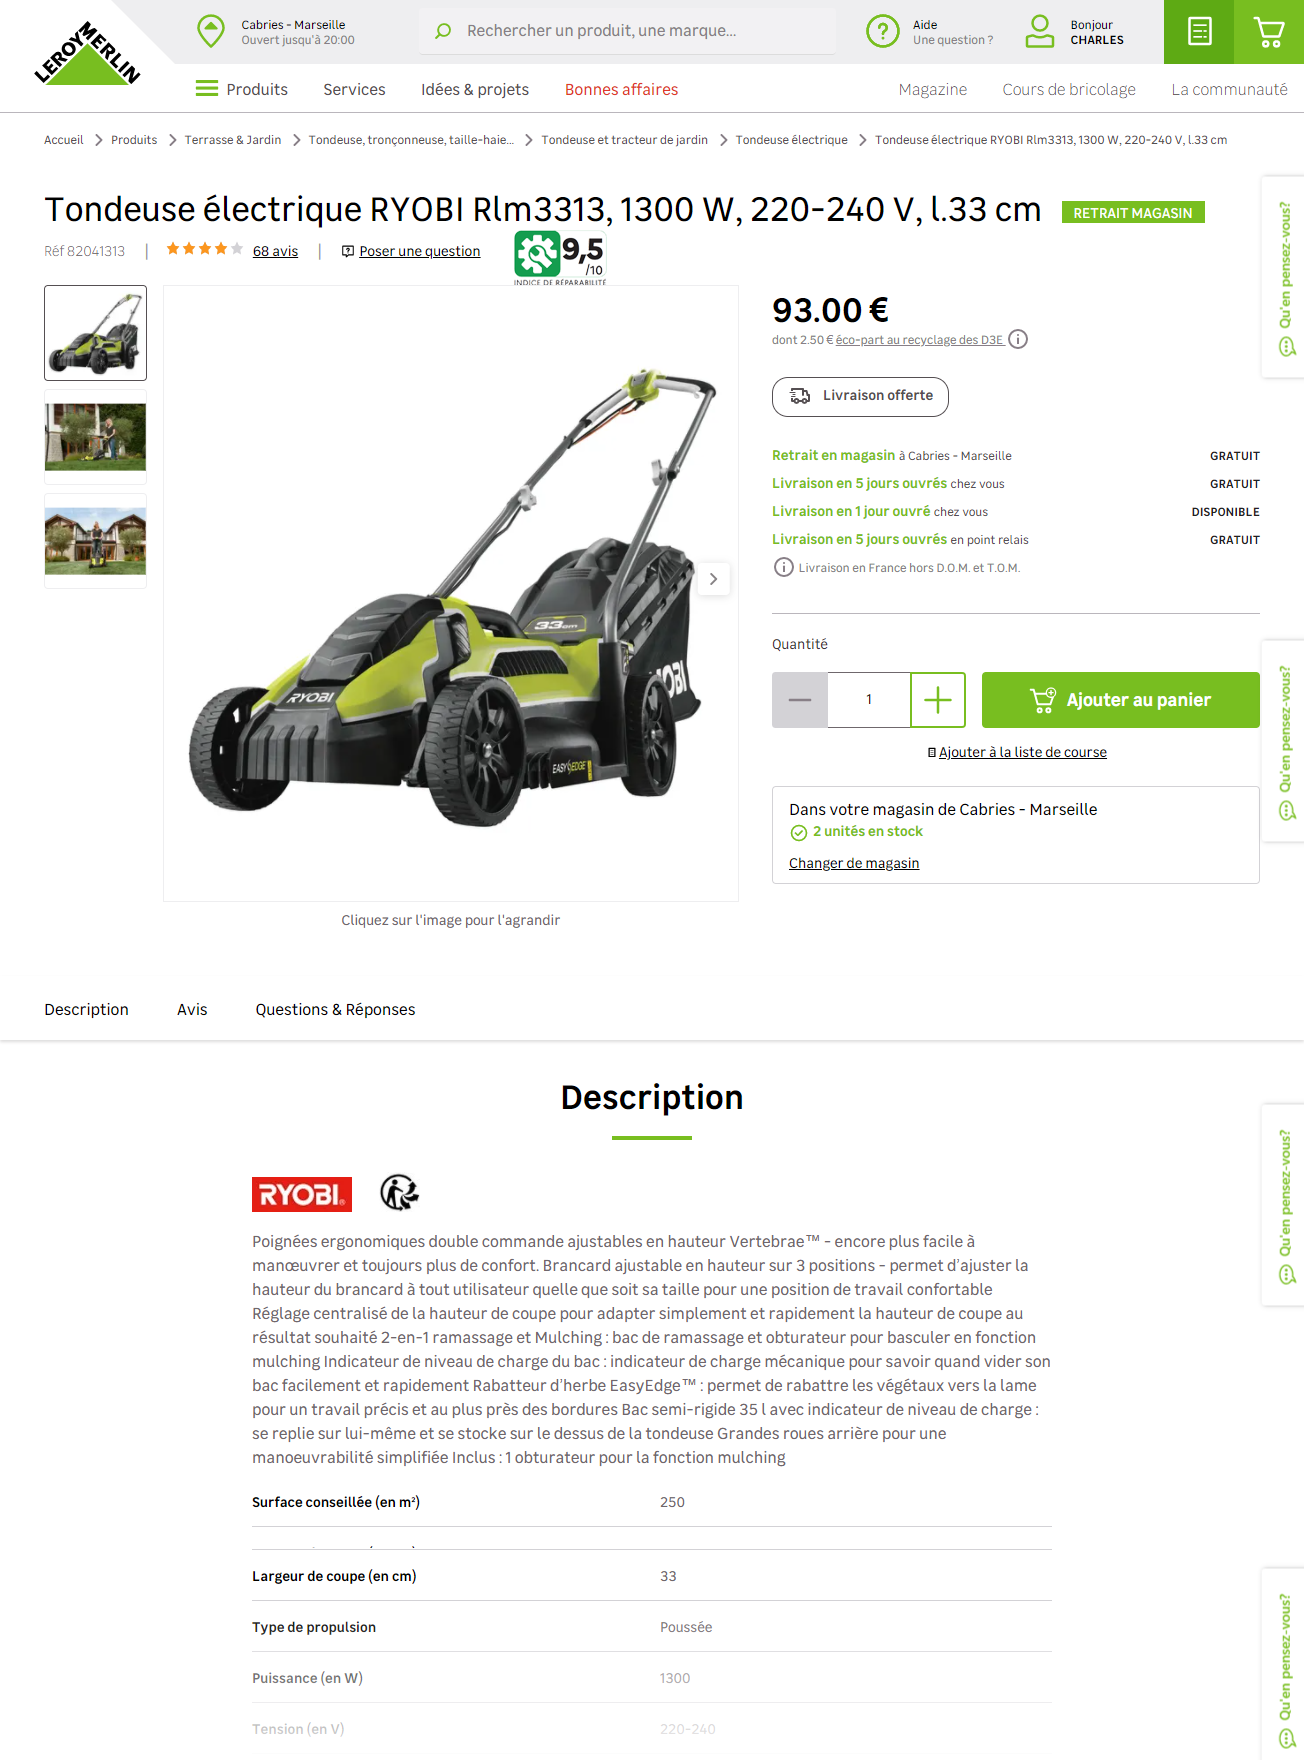 LEROY MERLIN
Cabries - Marseille
Ouvert jusqu'à 20:00
Rechercher un produit, une marque...
Aide
Une question ?
Bonjour
CHARLES
Produits
Services
Idées & projets
Bonnes affaires
Magazine
Cours de bricolage
La communauté
Accueil
Produits
Terrasse & Jardin
Tondeuse, tronçonneuse, taille-haie...
Tondeuse et tracteur de jardin
Tondeuse électrique
Tondeuse électrique RYOBI Rlm3313, 1300 W, 220-240 V, l.33 cm
Tondeuse électrique RYOBI Rlm3313, 1300 W, 220-240 V, l.33 cm
RETRAIT MAGASIN
Réf 82041313
68 avis
Poser une question
9,5
/10
INDICE DE RÉPARABILITÉ
93.00 €
dont 2.50 € éco-part au recyclage des D3E
Livraison offerte
Retrait en magasin à Cabries - Marseille GRATUIT
Livraison en 5 jours ouvrés chez vous GRATUIT
Livraison en 1 jour ouvré chez vous DISPONIBLE
Livraison en 5 jours ouvrés en point relais GRATUIT
Livraison en France hors D.O.M. et T.O.M.
Quantité
1
Ajouter au panier
Ajouter à la liste de course
Dans votre magasin de Cabries - Marseille
2 unités en stock
Changer de magasin
33cm
RYOBI
RYOBI
EASY EDGE
Cliquez sur l'image pour l'agrandir
Qu'en pensez-vous?
Qu'en pensez-vous?
Description
Avis
Questions & Réponses
Description
RYOBI
Poignées ergonomiques double commande ajustables en hauteur Vertebrae™ - encore plus facile à
manœuvrer et toujours plus de confort. Brancard ajustable en hauteur sur 3 positions - permet d'ajuster la
hauteur du brancard à tout utilisateur quelle que soit sa taille pour une position de travail confortable
Réglage centralisé de la hauteur de coupe pour adapter simplement et rapidement la hauteur de coupe au
résultat souhaité 2-en-1 ramassage et Mulching : bac de ramassage et obturateur pour basculer en fonction
mulching Indicateur de niveau de charge du bac : indicateur de charge mécanique pour savoir quand vider son
bac facilement et rapidement Rabatteur d'herbe EasyEdge™ : permet de rabattre les végétaux vers la lame
pour un travail précis et au plus près des bordures Bac semi-rigide 35 l avec indicateur de niveau de charge :
se replie sur lui-même et se stocke sur le dessus de la tondeuse Grandes roues arrière pour une
manoeuvrabilité simplifiée Inclus : 1 obturateur pour la fonction mulching
Surface conseillée (en m²) 250
Largeur de coupe (en cm) 33
Type de propulsion Poussée
Puissance (en W) 1300
Tension (en V) 220-240
Qu'en pensez-vous?
Qu'en pensez-vous?